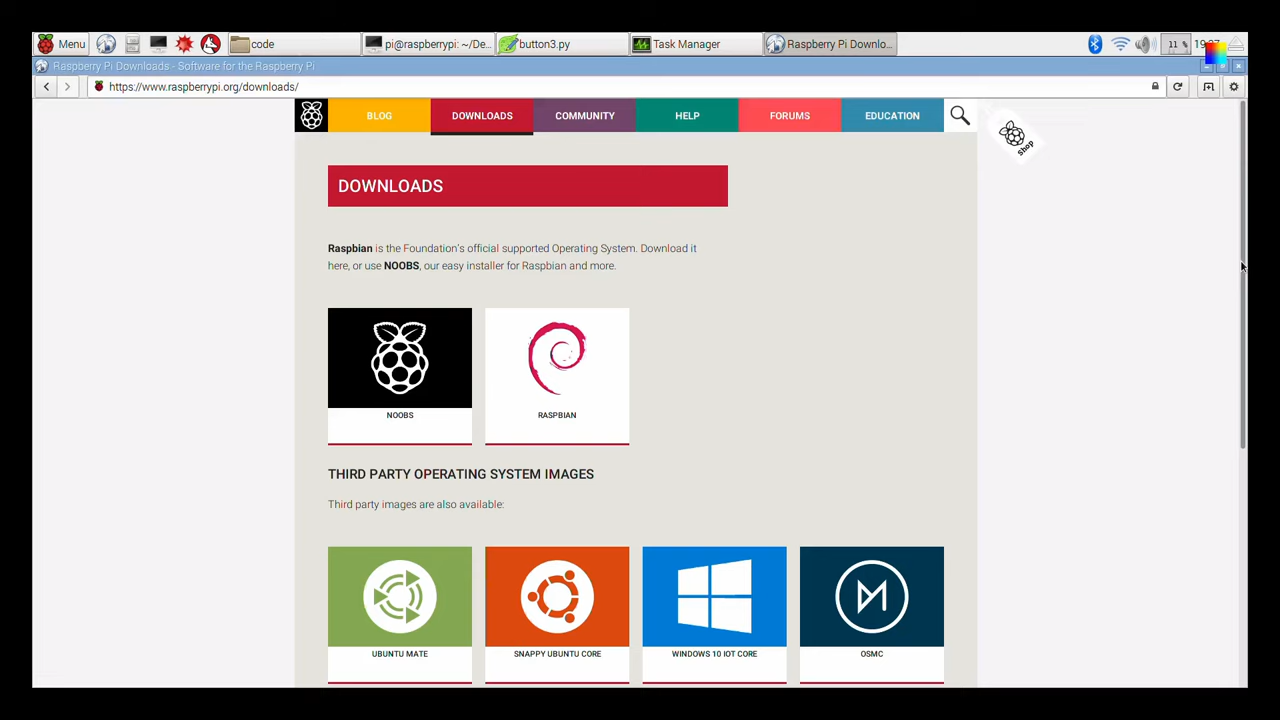 Menu
code
pi@raspberrypi: ~/De...
button3.py
Task Manager
Raspberry Pi Downlo...
11 %
Raspberry Pi Downloads - Software for the Raspberry Pi
https://www.raspberrypi.org/downloads/
BLOG
DOWNLOADS
COMMUNITY
HELP
FORUMS
EDUCATION
shop
DOWNLOADS
Raspbian is the Foundation's official supported Operating System. Download it
here, or use NOOBS, our easy installer for Raspbian and more.
NOOBS
RASPBIAN
THIRD PARTY OPERATING SYSTEM IMAGES
Third party images are also available:
UBUNTU MATE
SNAPPY UBUNTU CORE
WINDOWS 10 IOT CORE
OSMC